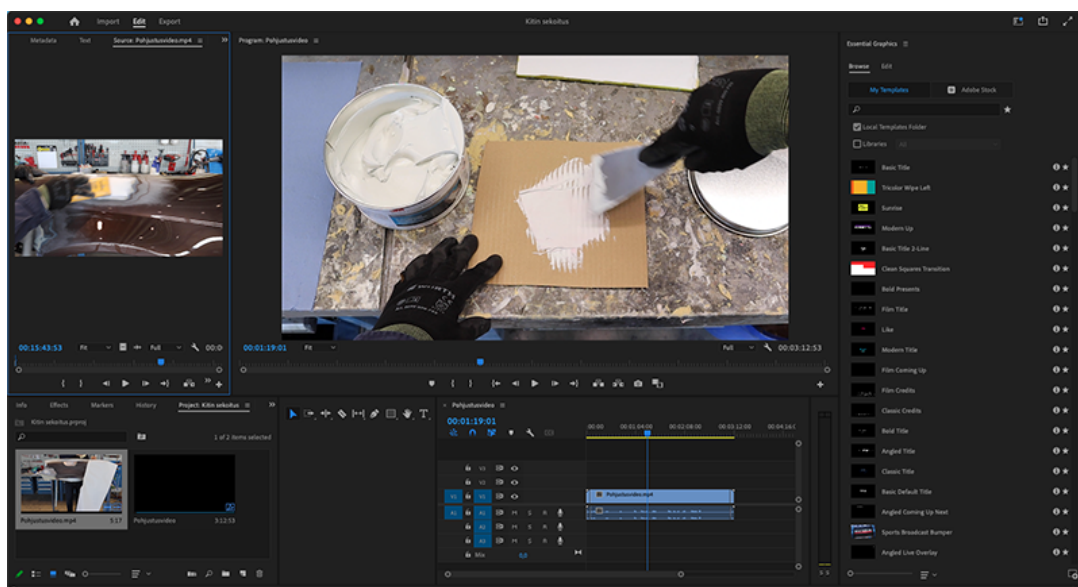 Import Edit Export Kitin sekoitus
Metadata Text Source: Pohjustusvideo.mp4
Program: Pohjustusvideo
00:15:43:53 Fit Full 00:0
00:01:19:01 Fit Full 00:03:12:53
Info Effects Markers History Project: Kitin sekoitus
Kitin sekoitus.prproj
1 of 2 items selected
Pohjustusvideo.mp4 5:17 Pohjustusvideo 3:12:53
Pohjustusvideo
00:01:19:01
:00:00 00:01:04:00 00:02:08:00 00:03:12:00 00:04:16:0
V3
V2
V1 V1 Pohjustusvideo.mp4
A1 A1 M S R
A2 M S R
A3 M S R
Mix 0,0
S S
Essential Graphics
Browse Edit
My Templates Adobe Stock
Local Templates Folder
Libraries All
Basic Title
Tricolor Wipe Left
Sunrise
Modern Up
Basic Title 2-Line
Clean Squares Transition
Bold Presents
Film Title
Like
Modern Title
Film Coming Up
Film Credits
Classic Credits
Bold Title
Angled Title
Classic Title
Basic Default Title
Angled Coming Up Next
Sports Broadcast Bumper
Angled Live Overlay